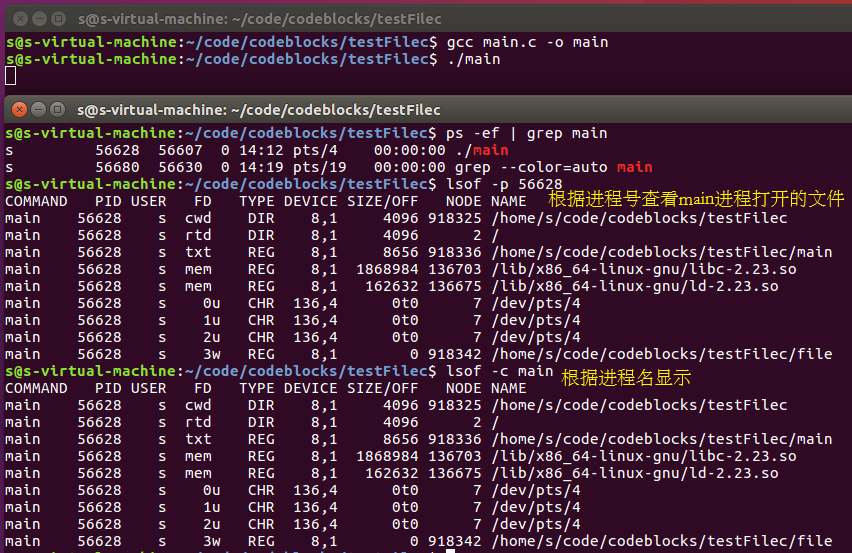 s@s-virtual-machine: ~/code/codeblocks/testFilec
s@s-virtual-machine:~/code/codeblocks/testFilec$ gcc main.c -o main
s@s-virtual-machine:~/code/codeblocks/testFilec$ ./main
s@s-virtual-machine: ~/code/codeblocks/testFilec
s@s-virtual-machine:~/code/codeblocks/testFilec$ ps -ef | grep main
s 56628 56607 0 14:12 pts/4 00:00:00 ./main
s 56680 56630 0 14:19 pts/19 00:00:00 grep --color=auto main
s@s-virtual-machine:~/code/codeblocks/testFilec$ lsof -p 56628
COMMAND PID USER FD TYPE DEVICE SIZE/OFF NODE NAME 根据进程号查看main进程打开的文件
main 56628 s cwd DIR 8,1 4096 918325 /home/s/code/codeblocks/testFilec
main 56628 s rtd DIR 8,1 4096 2 /
main 56628 s txt REG 8,1 8656 918336 /home/s/code/codeblocks/testFilec/main
main 56628 s mem REG 8,1 1868984 136703 /lib/x86_64-linux-gnu/libc-2.23.so
main 56628 s mem REG 8,1 162632 136675 /lib/x86_64-linux-gnu/ld-2.23.so
main 56628 s 0u CHR 136,4 0t0 7 /dev/pts/4
main 56628 s 1u CHR 136,4 0t0 7 /dev/pts/4
main 56628 s 2u CHR 136,4 0t0 7 /dev/pts/4
main 56628 s 3w REG 8,1 0 918342 /home/s/code/codeblocks/testFilec/file
s@s-virtual-machine:~/code/codeblocks/testFilec$ lsof -c main 根据进程名显示
COMMAND PID USER FD TYPE DEVICE SIZE/OFF NODE NAME
main 56628 s cwd DIR 8,1 4096 918325 /home/s/code/codeblocks/testFilec
main 56628 s rtd DIR 8,1 4096 2 /
main 56628 s txt REG 8,1 8656 918336 /home/s/code/codeblocks/testFilec/main
main 56628 s mem REG 8,1 1868984 136703 /lib/x86_64-linux-gnu/libc-2.23.so
main 56628 s mem REG 8,1 162632 136675 /lib/x86_64-linux-gnu/ld-2.23.so
main 56628 s 0u CHR 136,4 0t0 7 /dev/pts/4
main 56628 s 1u CHR 136,4 0t0 7 /dev/pts/4
main 56628 s 2u CHR 136,4 0t0 7 /dev/pts/4
main 56628 s 3w REG 8,1 0 918342 /home/s/code/codeblocks/testFilec/file